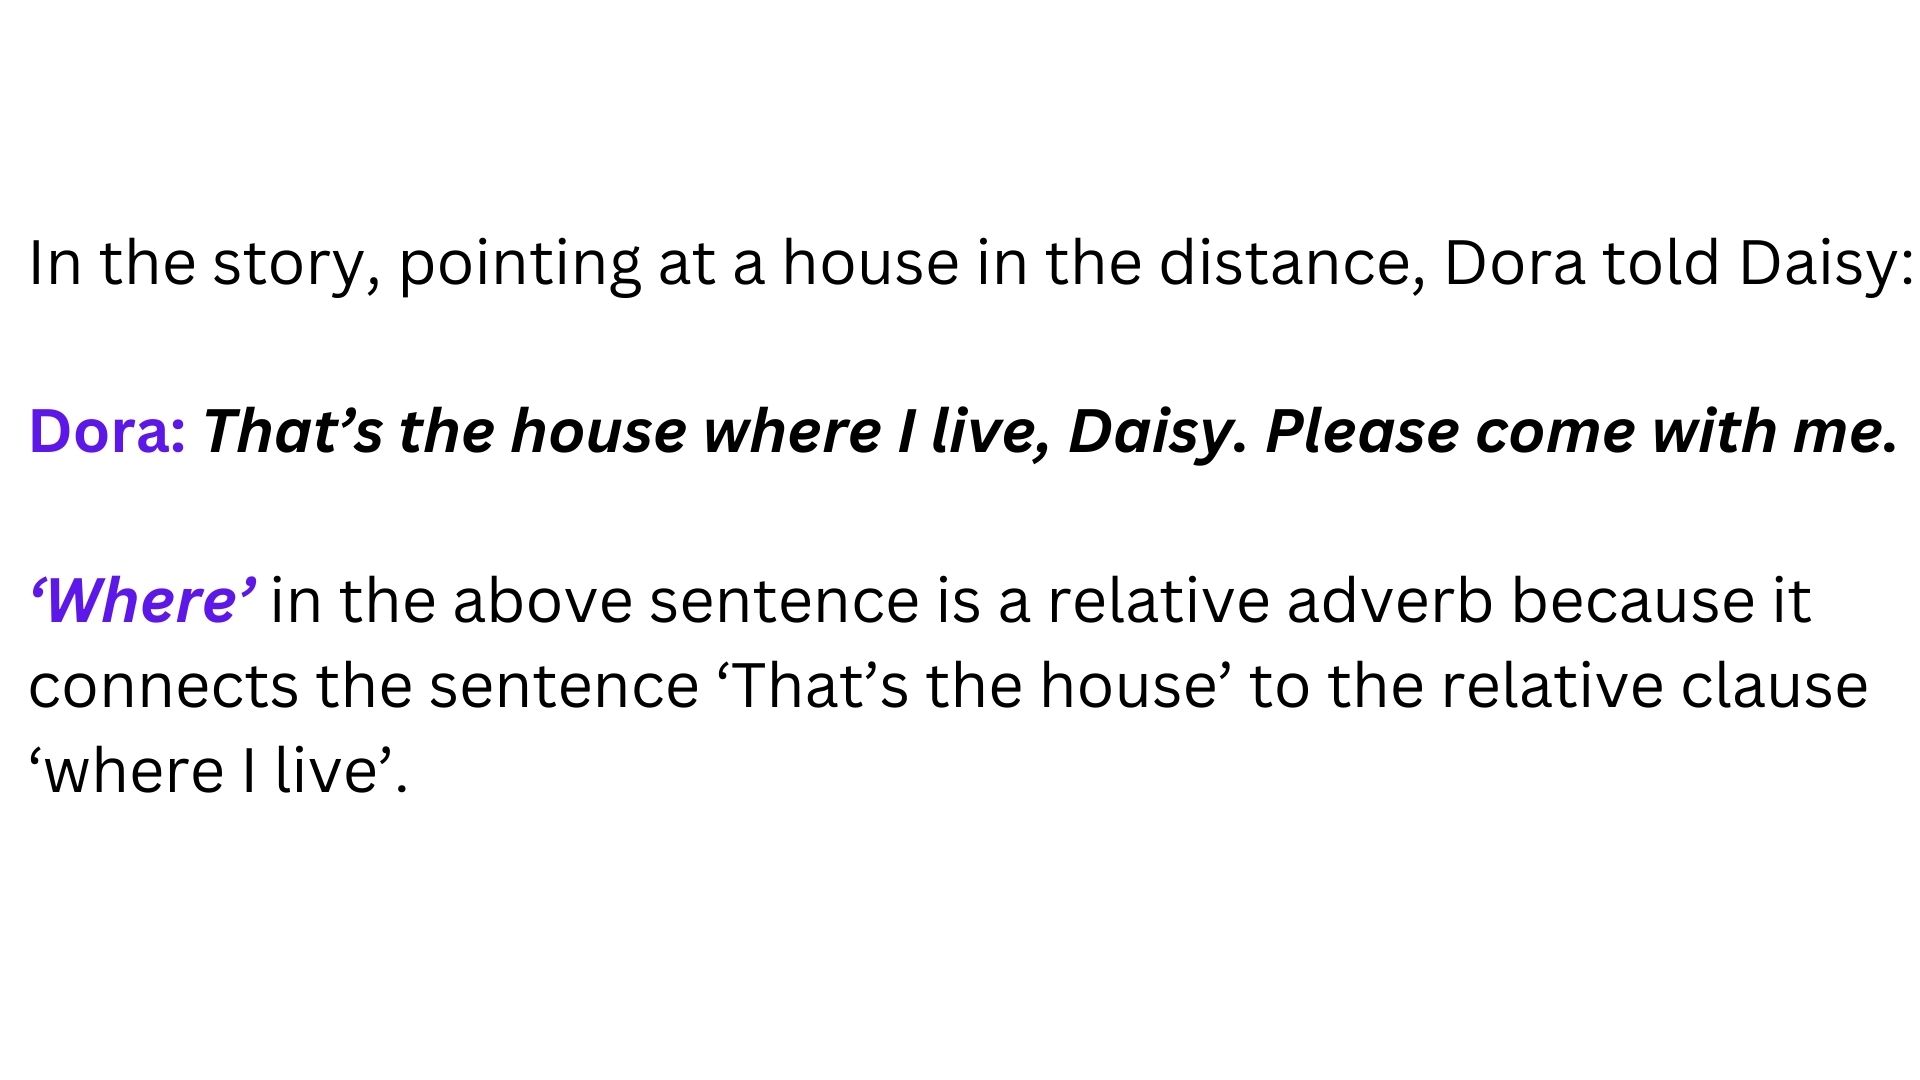 In the story, pointing at a house in the distance, Dora told Daisy:
Dora: That’s the house where I live, Daisy. Please come with me.
‘Where’ in the above sentence is a relative adverb because it
connects the sentence ‘That’s the house’ to the relative clause
‘where I live’.